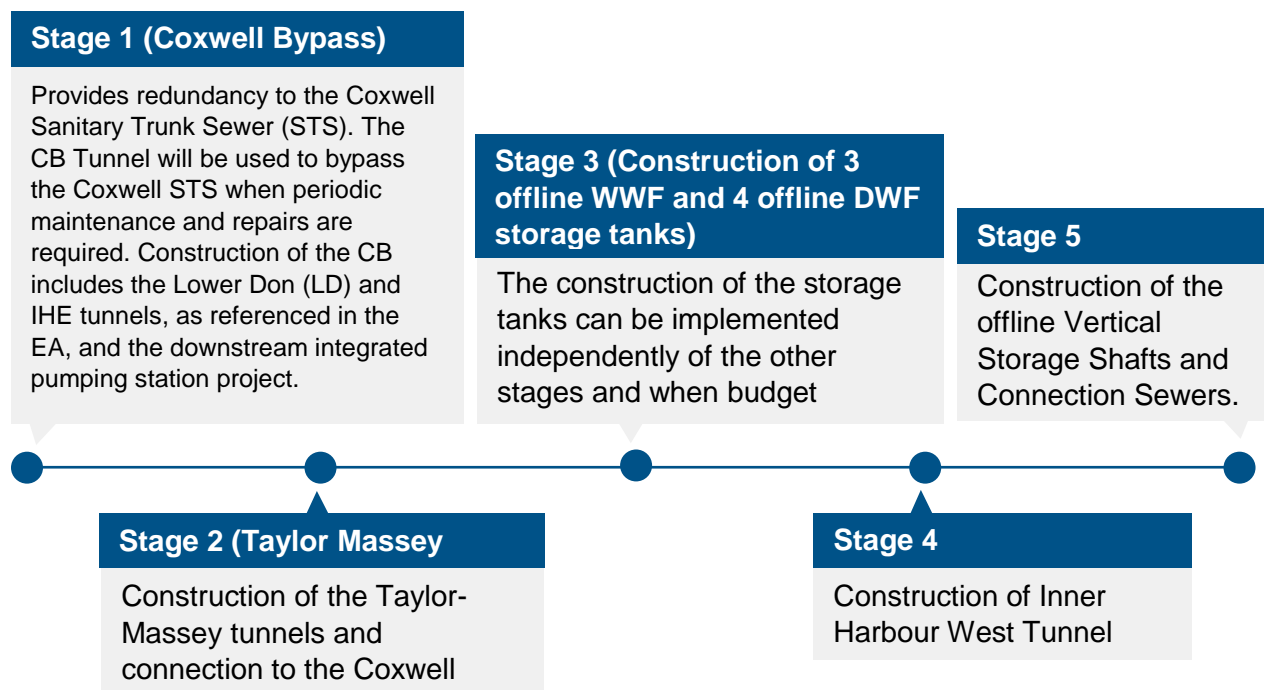 Stage 1 (Coxwell Bypass)
Provides redundancy to the Coxwell
Sanitary Trunk Sewer (STS). The
CB Tunnel will be used to bypass
the Coxwell STS when periodic
maintenance and repairs are
required. Construction of the CB
includes the Lower Don (LD) and
IHE tunnels, as referenced in the
EA, and the downstream integrated
pumping station project.
Stage 2 (Taylor Massey
Construction of the Taylor-
Massey tunnels and
connection to the Coxwell
Stage 3 (Construction of 3
offline WWF and 4 offline DWF
storage tanks)
The construction of the storage
tanks can be implemented
independently of the other
stages and when budget
Stage 4
Construction of Inner
Harbour West Tunnel
Stage 5
Construction of the
offline Vertical
Storage Shafts and
Connection Sewers.